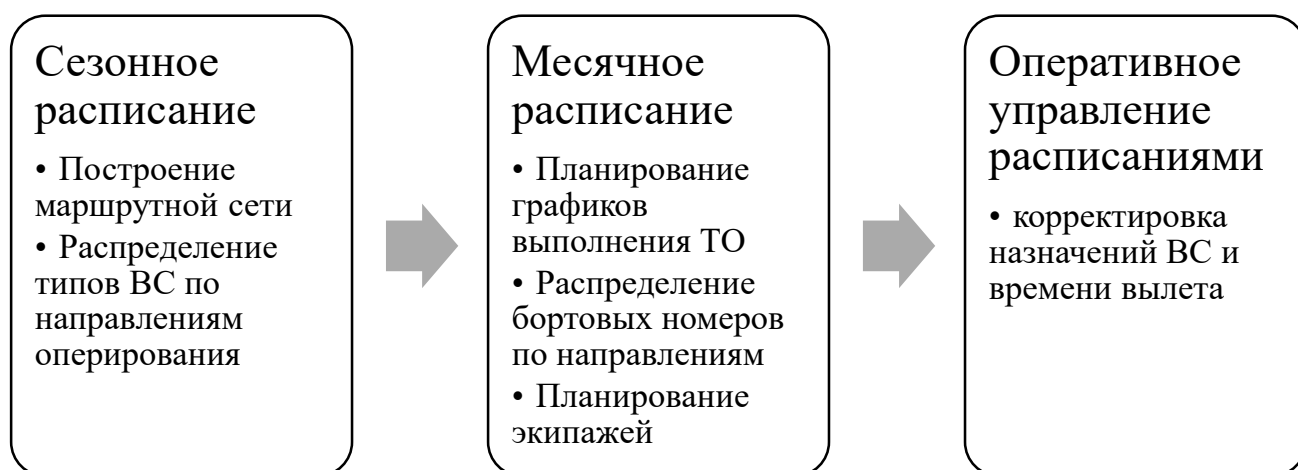 Сезонное
расписание
• Построение
маршрутной сети
• Распределение
типов ВС по
направлениям
оперирования
Месячное
расписание
• Планирование
графиков
выполнения ТО
• Распределение
бортовых номеров
по направлениям
• Планирование
экипажей
Оперативное
управление
расписаниями
• корректировка
назначений ВС и
времени вылета